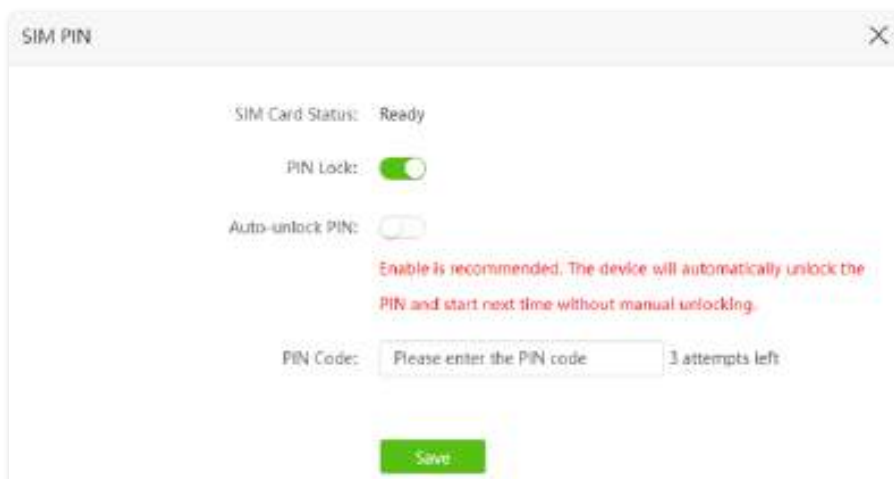 SIM PIN
SIM Card Status: Ready
PIN Lock:
Auto-unlock PIN:
Enable is recommended. The device will automatically unlock the
PIN and start next time without manual unlocking.
PIN Code: Please enter the PIN code 3 attempts left
Save